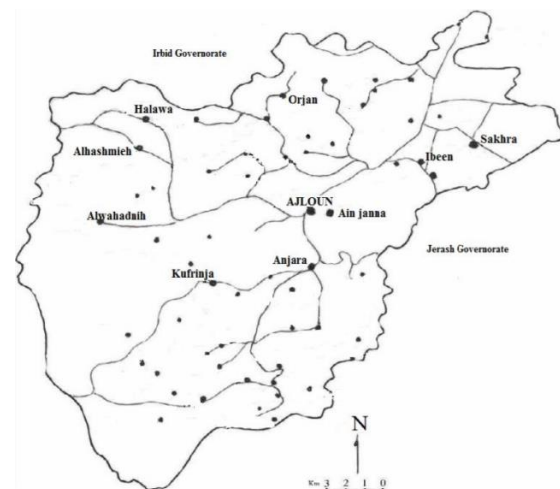 Irbid Governorate
Orjan
Halawa
Sakhra
Alhashmieh
Ibeen
AJLOUN
Ain janna
Alwahadnih
Jerash Governorate
Anjara
Kufrinja
N
Km 3 2 1 0